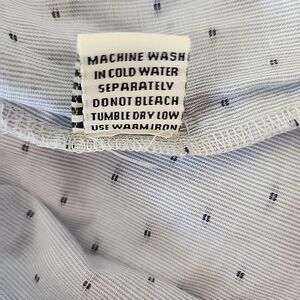 MACHINE WASH
IN COLD WATER
SEPARATELY
DO NOT BLEACH
TUMBLE DRY LOW
USE WARM IRON